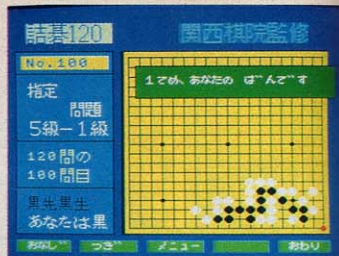 詰碁120
関西棋院監修
No.100
指定
問題
5級－1級
120問の
100問目
黒先黒生
あなたは黒
1てめ、あなたの ばんです
おなじ
つぎ
メニュー
おわり